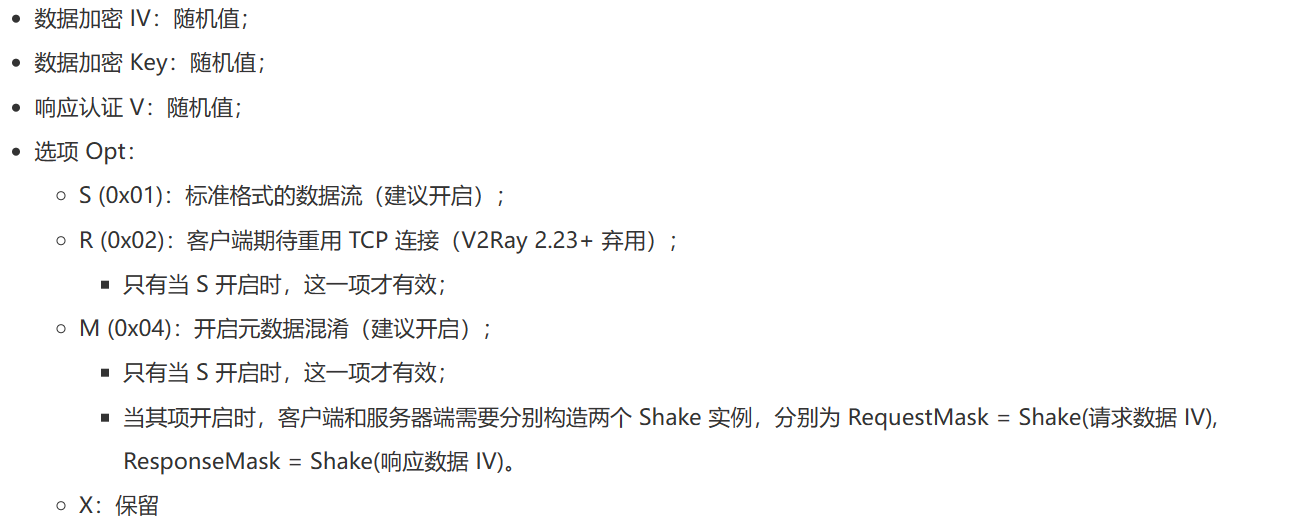 • 数据加密 IV：随机值；
• 数据加密 Key：随机值；
• 响应认证 V：随机值；
• 选项 Opt：
◦ S (0x01)：标准格式的数据流（建议开启）；
◦ R (0x02)：客户端期待重用 TCP 连接（V2Ray 2.23+ 弃用）；
▪ 只有当 S 开启时，这一项才有效；
◦ M (0x04)：开启元数据混淆（建议开启）；
▪ 只有当 S 开启时，这一项才有效；
▪ 当其项开启时，客户端和服务器端需要分别构造两个 Shake 实例，分别为 RequestMask = Shake(请求数据 IV),
ResponseMask = Shake(响应数据 IV)。
◦ X：保留